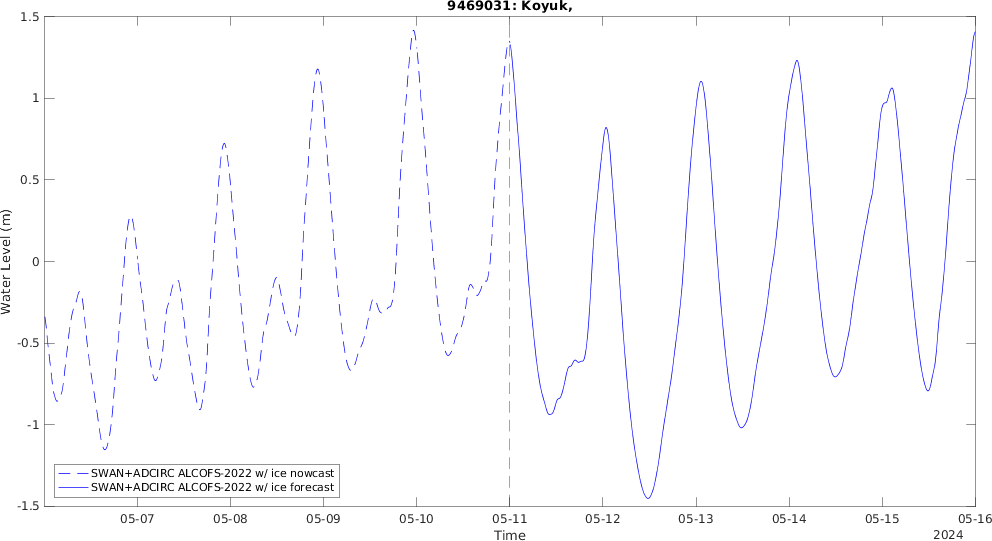 9469031: Koyuk,
1.5
1
0.5
0
-0.5
-1
-1.5
Water Level (m)
SWAN+ADCIRC ALCOFS-2022 w/ ice nowcast
SWAN+ADCIRC ALCOFS-2022 w/ ice forecast
05-07 05-08 05-09 05-10 05-11 05-12 05-13 05-14 05-15 05-16
Time
2024